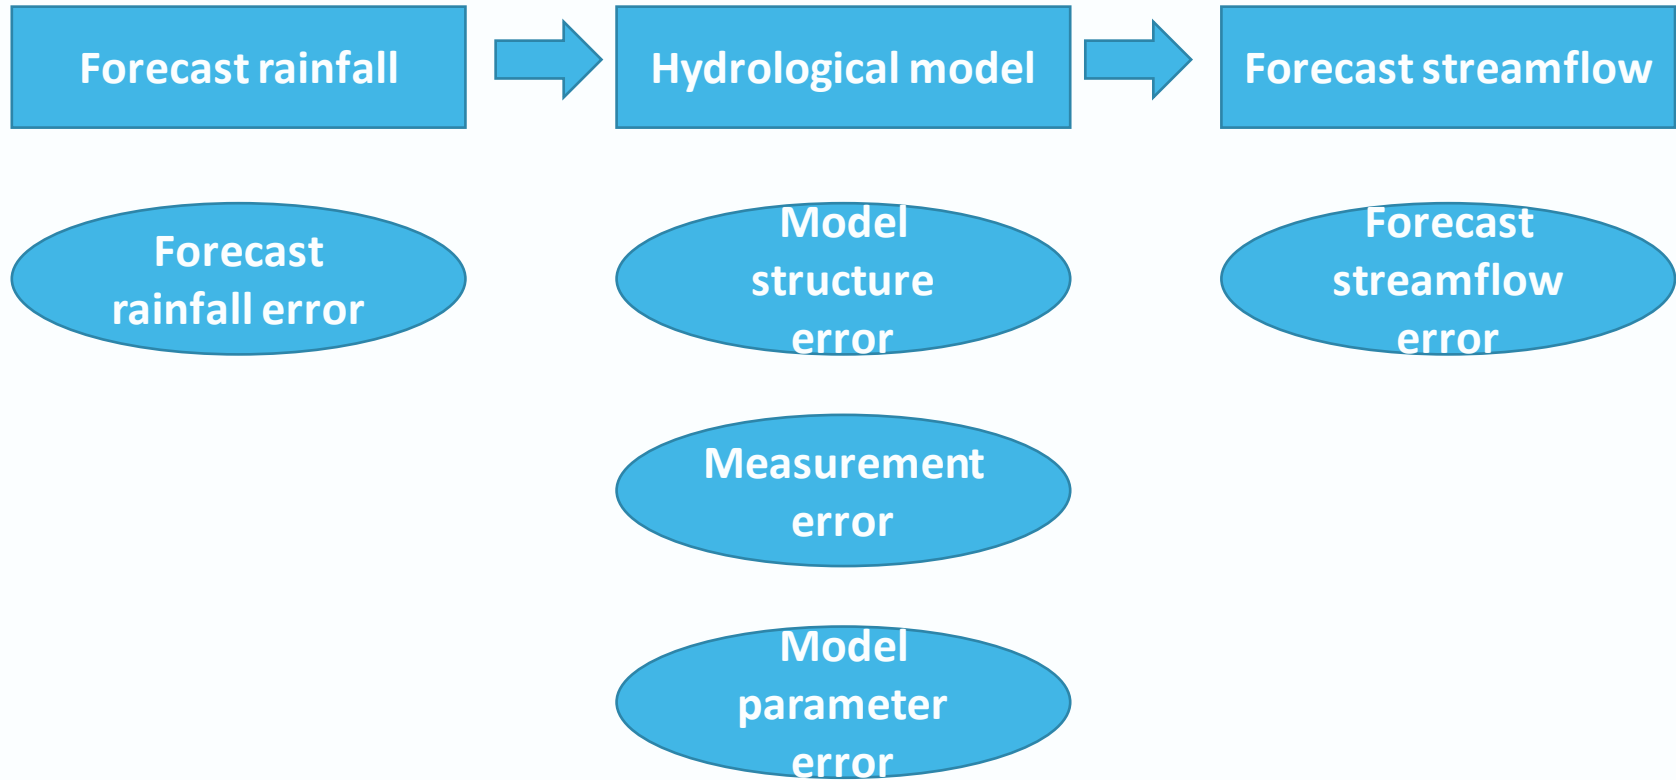 Forecast rainfall
Hydrological model
Forecast streamflow
Forecast
rainfall error
Model
structure
error
Forecast
streamflow
error
Measurement
error
Model
parameter
error